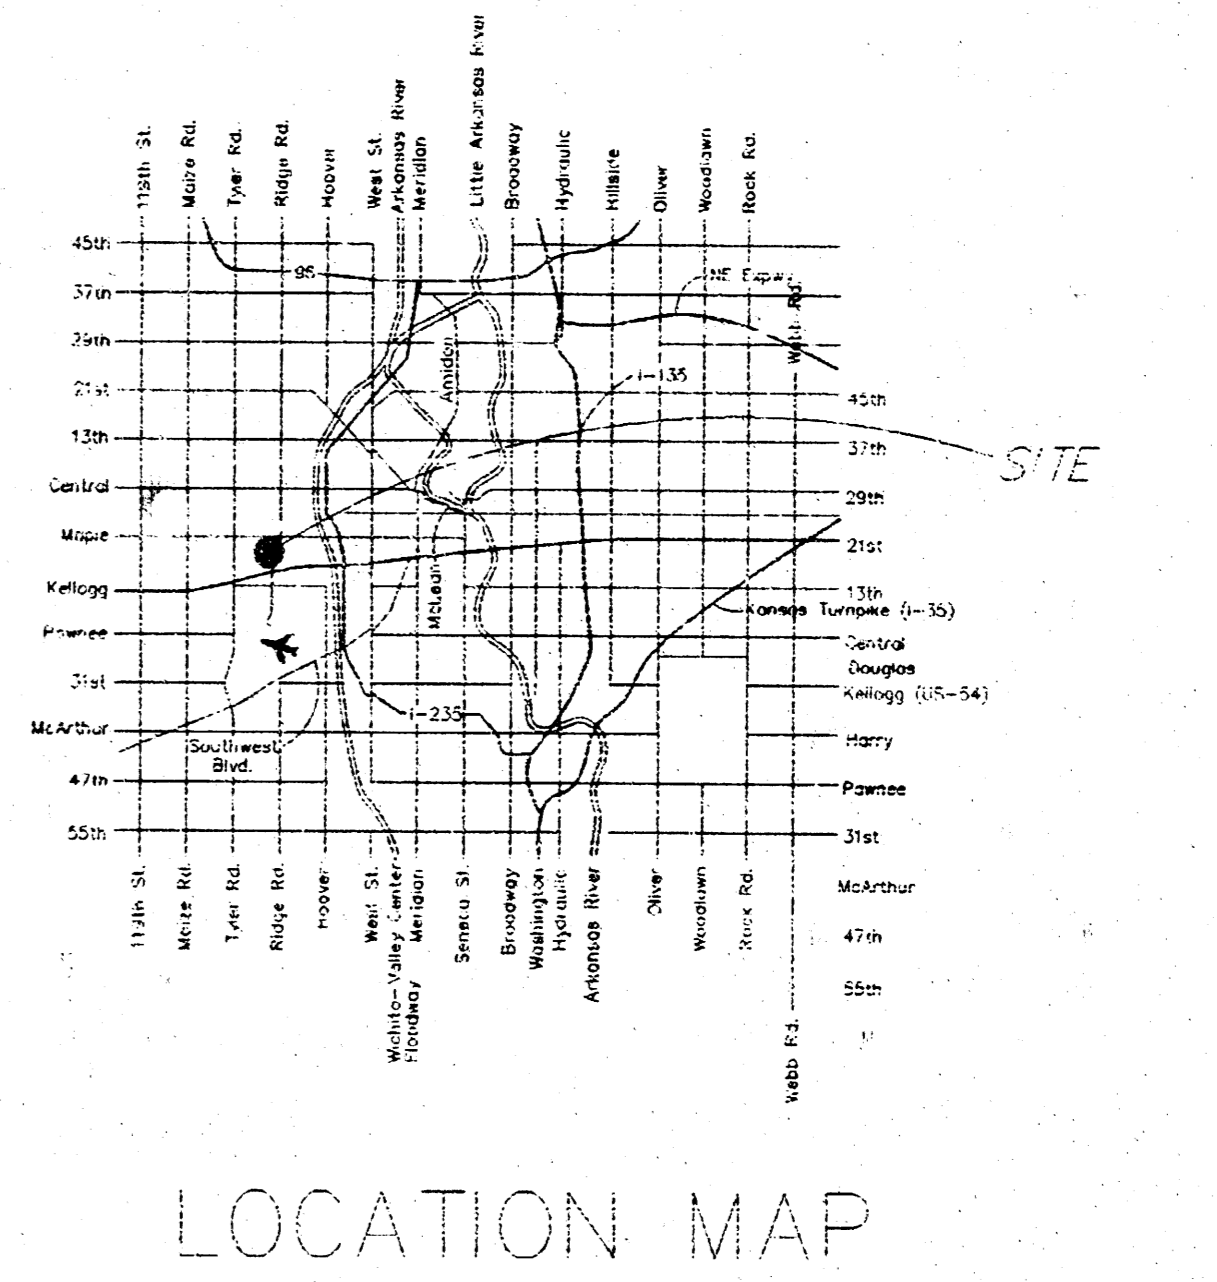 119th St.
Maize Rd.
Tyler Rd.
Ridge Rd.
Hoover
West St.
Arkansas River
Meridian
Little Arkansas River
Broadway
Hydraulic
Hillside
Oliver
Woodlawn
Rock Rd.
45th
96
NE Expwy
37th
Webb Rd.
29th
Amidon
I-135
21st
45th
13th
37th
SITE
Central
29th
Maple
21st
Kellogg
McLean
13th
Kansas Turnpike (I-35)
Pawnee
Central
Douglas
31st
Kellogg (US-54)
I-235
McArthur
Harry
Southwest
Blvd.
47th
Pawnee
55th
31st
119th St.
Maize Rd.
Tyler Rd.
Ridge Rd.
Hoover
West St.
Wichita-Valley Center
Floodway
Meridian
Seneca St.
Broadway
Washington
Hydraulic
Arkansas River
Oliver
Woodlawn
Rock Rd.
Webb Rd.
McArthur
47th
55th
LOCATION MAP